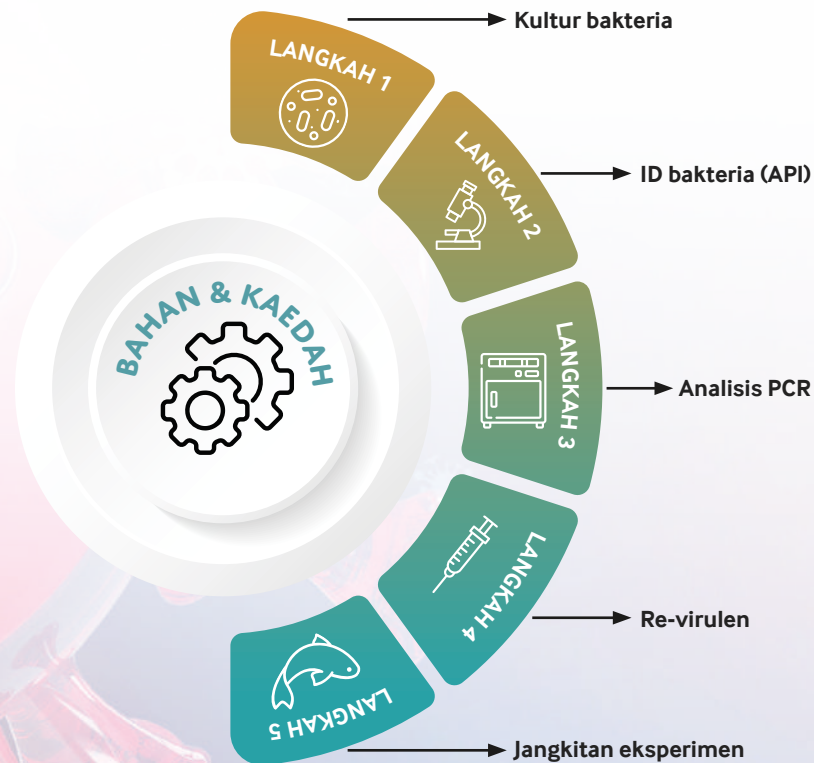 BAHAN & KAEDAH
LANGKAH 1
Kultur bakteria
LANGKAH 2
ID bakteria (API)
LANGKAH 3
Analisis PCR
LANGKAH 4
Re-virulen
LANGKAH 5
Jangkitan eksperimen